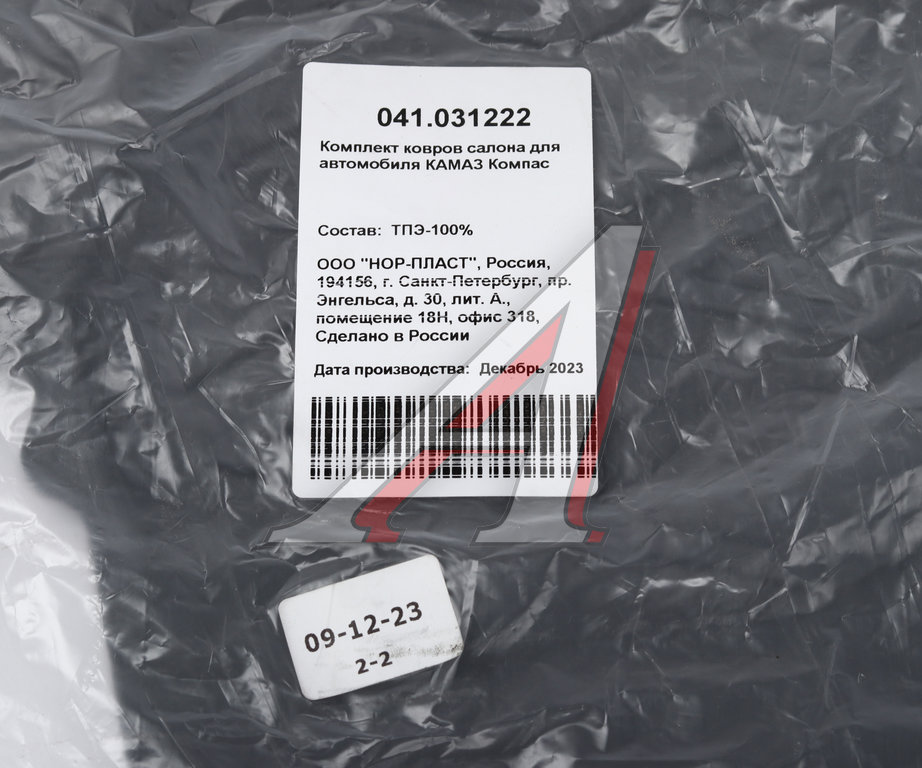 041.031222
Комплект ковров салона для
автомобиля КАМАЗ Компас
Состав: ТПЭ-100%
ООО "НОР-ПЛАСТ", Россия,
194156, г. Санкт-Петербург, пр.
Энгельса, д. 30, лит. А.,
помещение 18Н, офис 318,
Сделано в России
Дата производства: Декабрь 2023
09-12-23
2-2